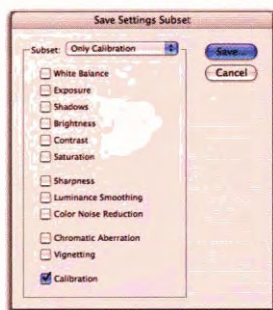 Save Settings Subset
Subset: Only Calibration
Save...
Cancel
White Balance
Exposure
Shadows
Brightness
Contrast
Saturation
Sharpness
Luminance Smoothing
Color Noise Reduction
Chromatic Aberration
Vignetting
Calibration